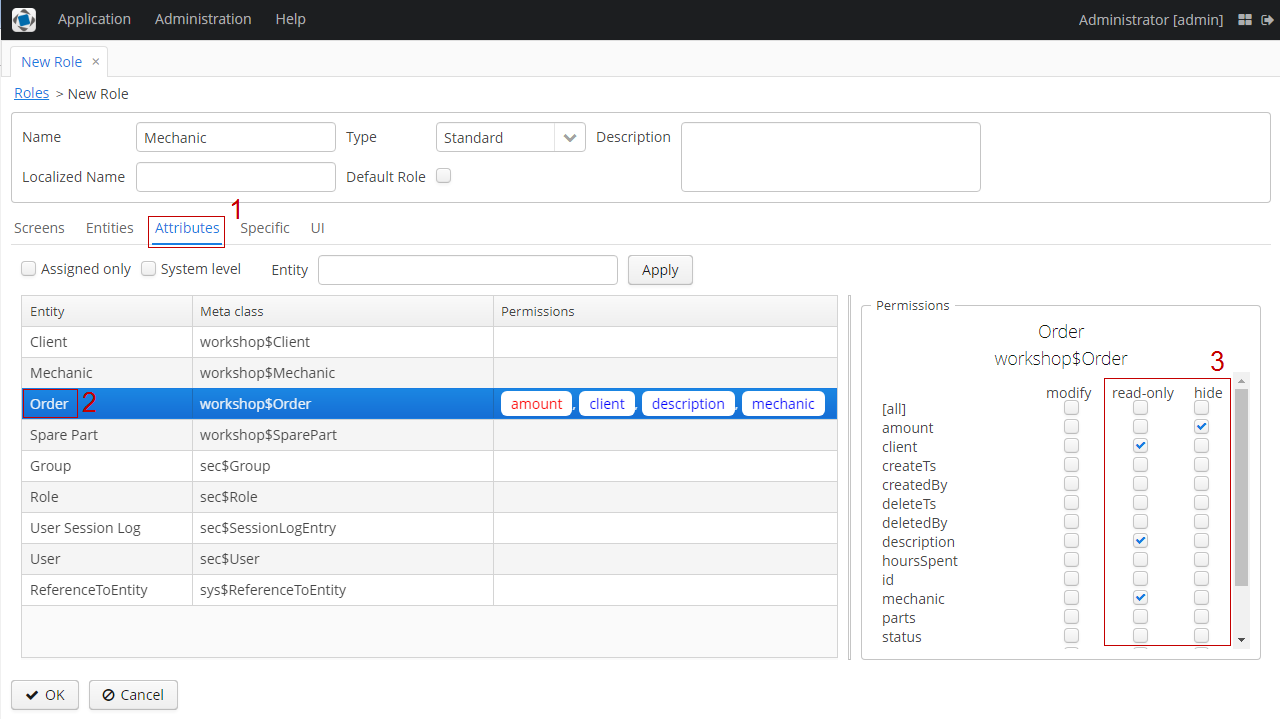 Application Administration Help Administrator [admin]
New Role ×
Roles > New Role
Name Mechanic Type Standard Description
Localized Name Default Role
1
Screens Entities Attributes Specific UI
Assigned only System level Entity Apply
Entity Meta class Permissions
Client workshop$Client
Mechanic workshop$Mechanic
Order 2 workshop$Order amount, client, description, mechanic
Spare Part workshop$SparePart
Group sec$Group
Role sec$Role
User Session Log sec$SessionLogEntry
User sec$User
ReferenceToEntity sys$ReferenceToEntity
Permissions
Order
workshop$Order
3
modify read-only hide
[all]
amount
client
createTs
createdBy
deleteTs
deletedBy
description
hoursSpent
id
mechanic
parts
status
OK Cancel